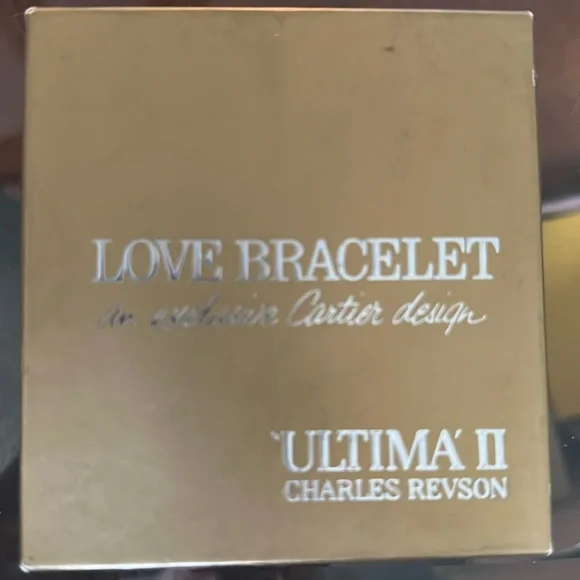 LOVE BRACELET
an exclusive Cartier design
'ULTIMA' II
CHARLES REVSON